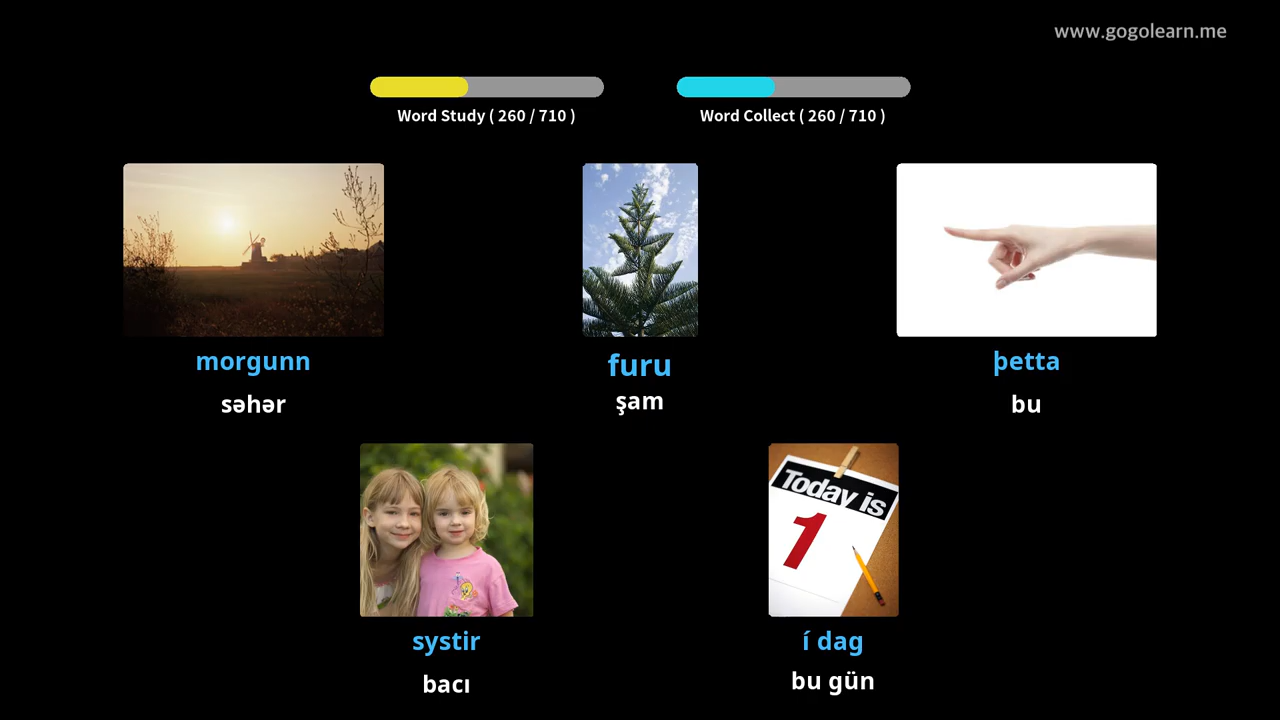 www.gogolearn.me
Word Study ( 260 / 710 )
Word Collect ( 260 / 710 )
morgunn
furu
þetta
səhər
şam
bu
Today is
1
systir
í dag
bacı
bu gün